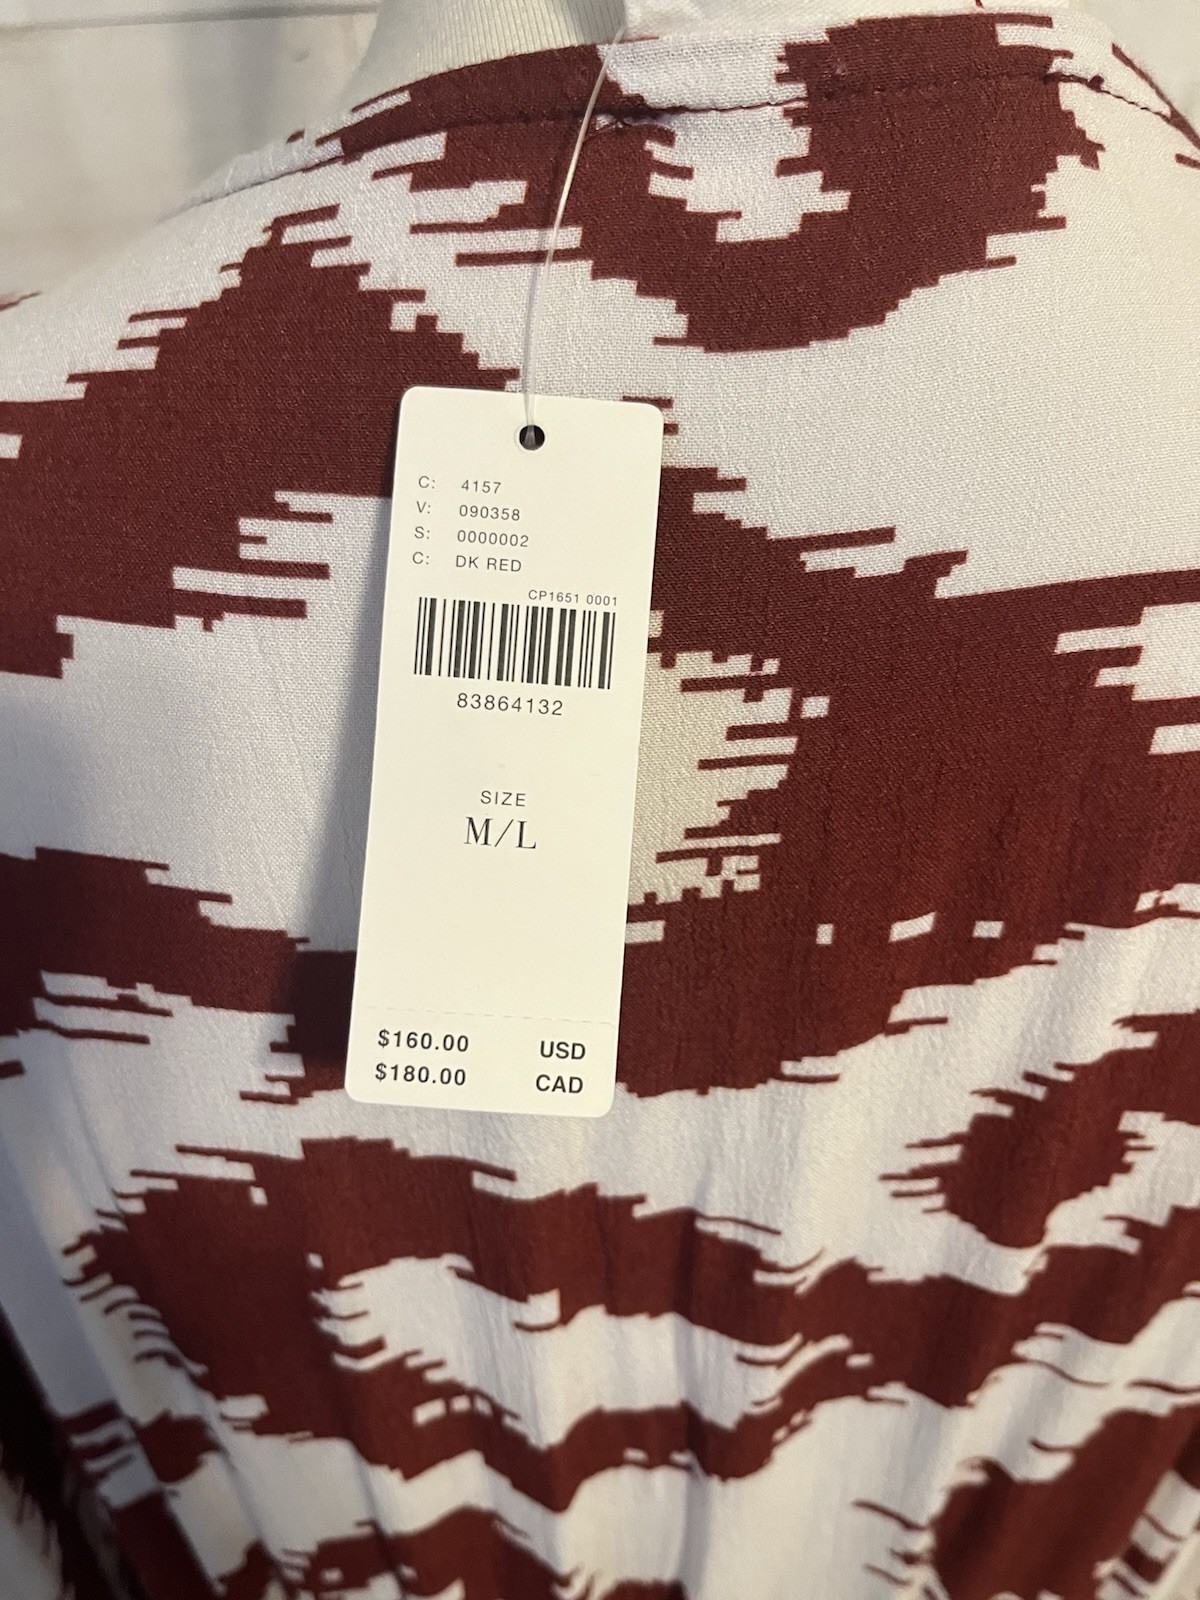 C: 4157
V: 090358
S: 0000002
C: DK RED
CP1651 0001
83864132
SIZE
M/L
$160.00 USD
$180.00 CAD